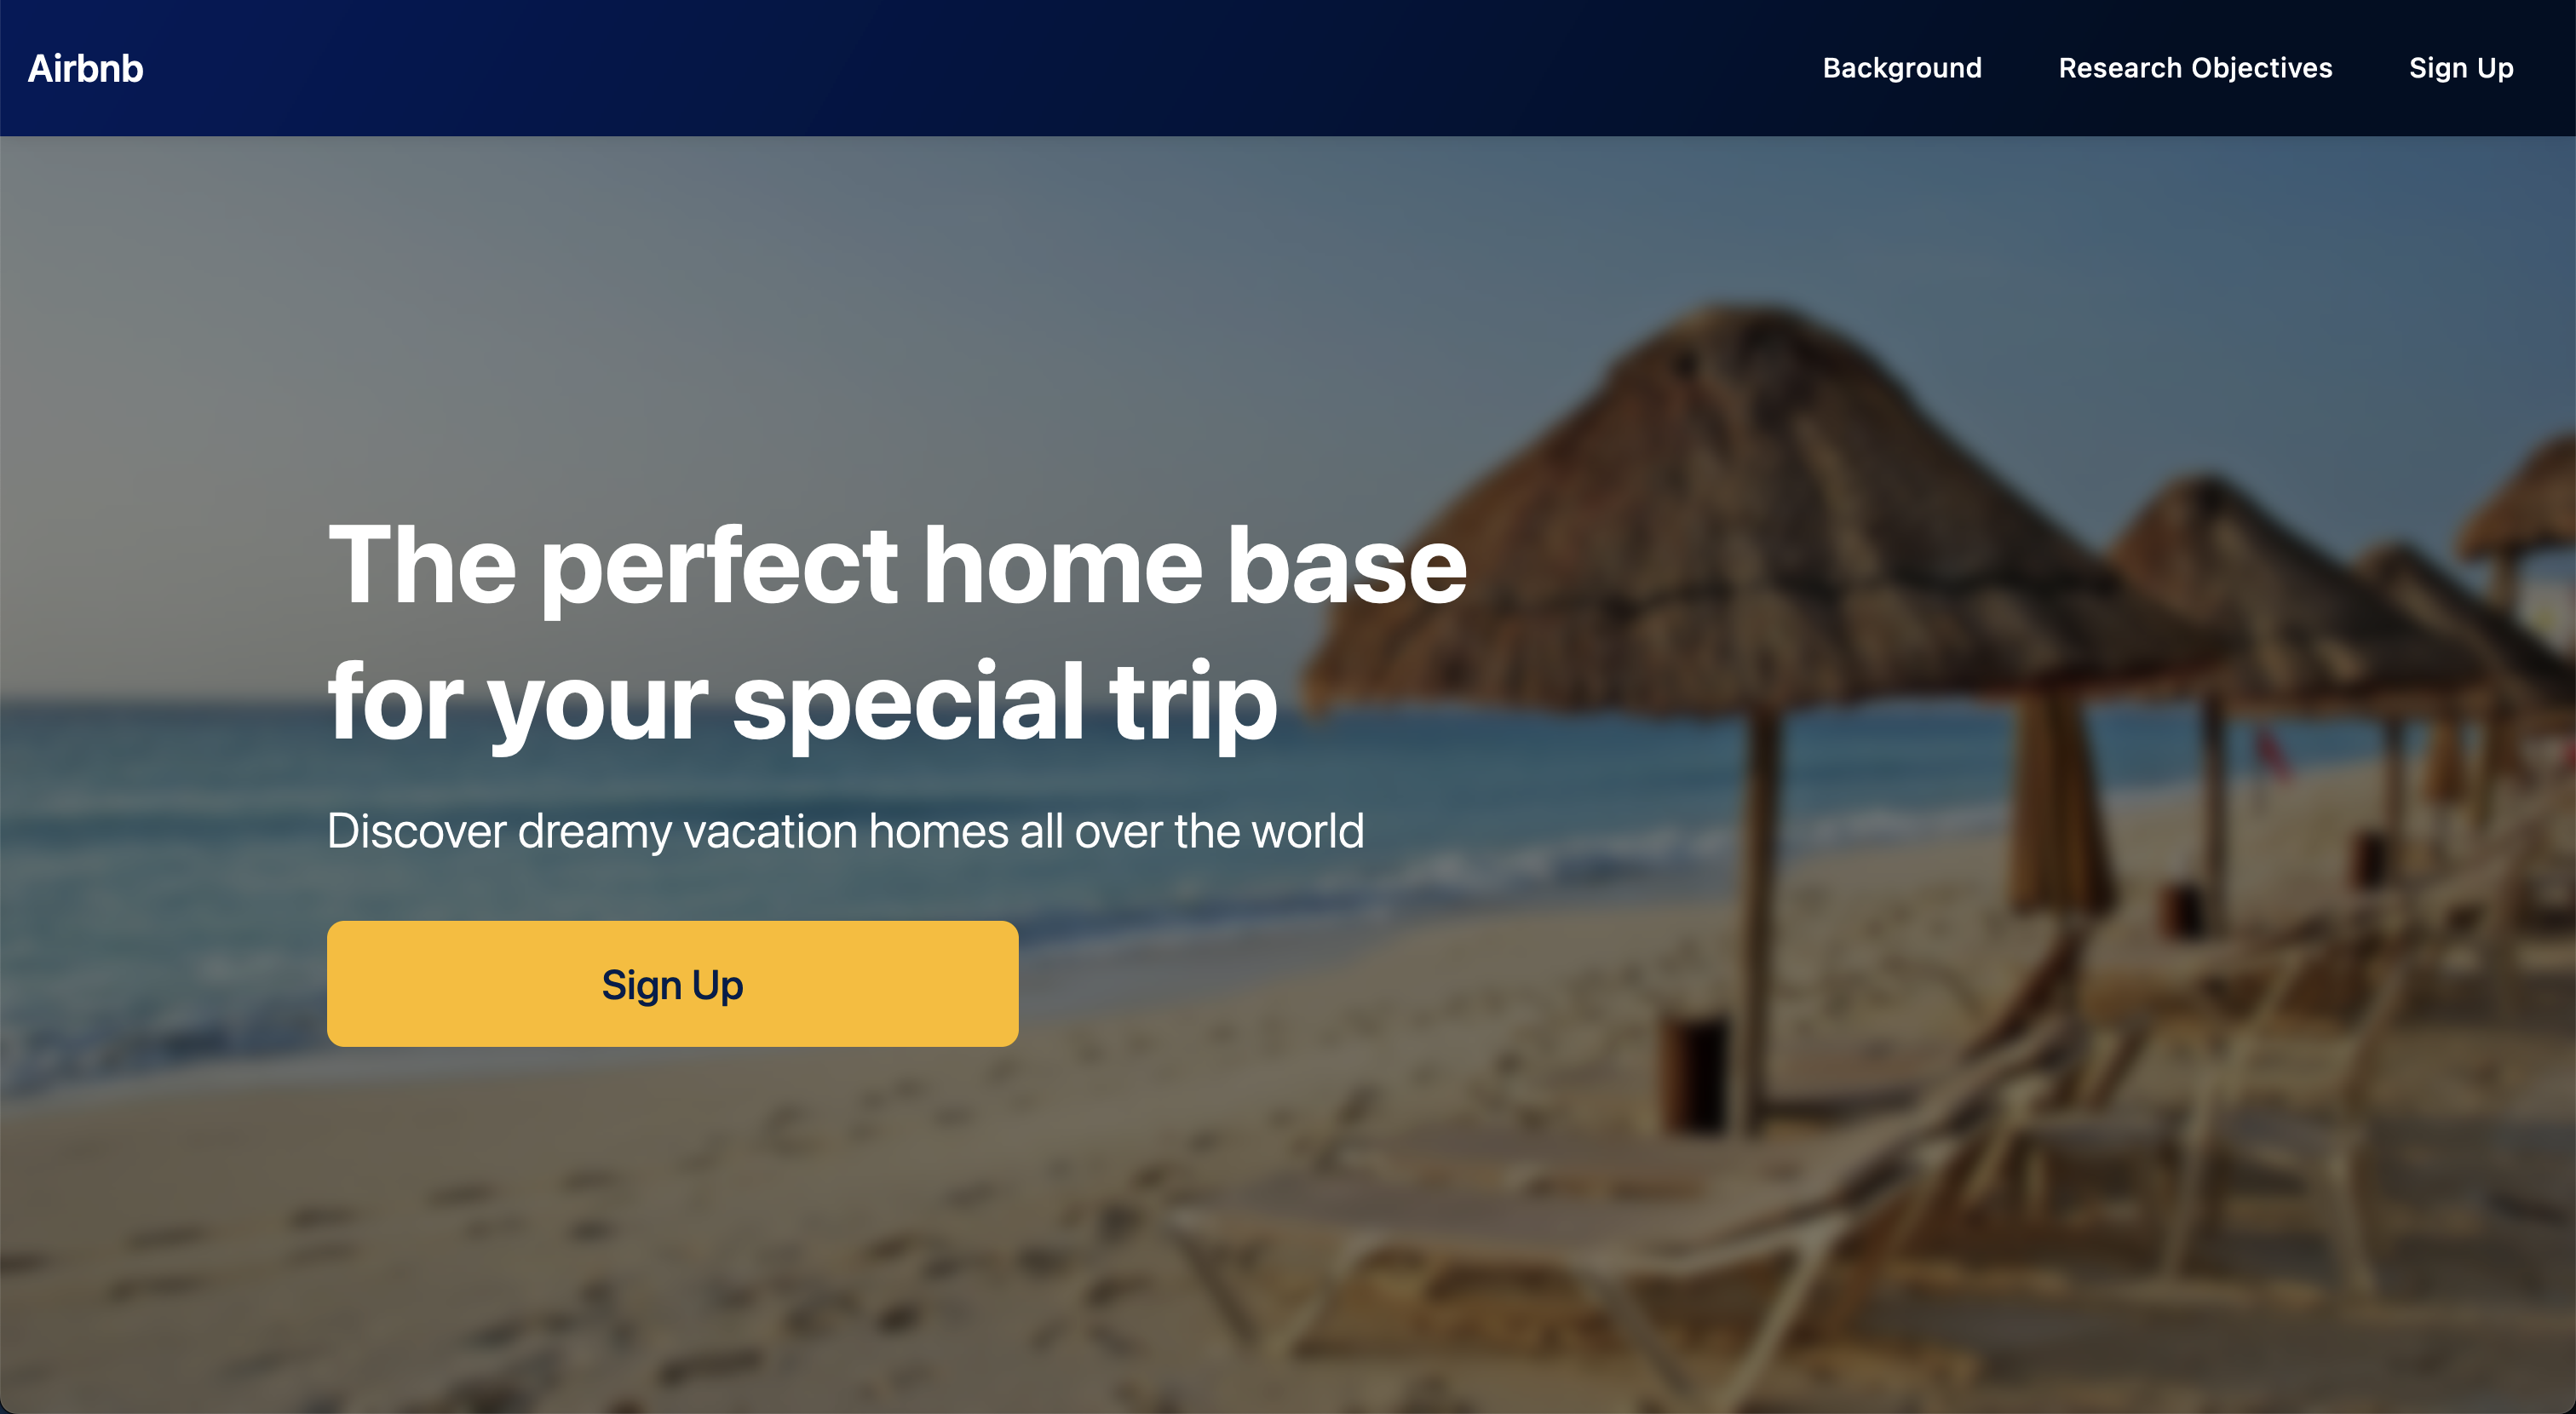 Airbnb
Background
Research Objectives
Sign Up
The perfect home base
for your special trip
Discover dreamy vacation homes all over the world
Sign Up